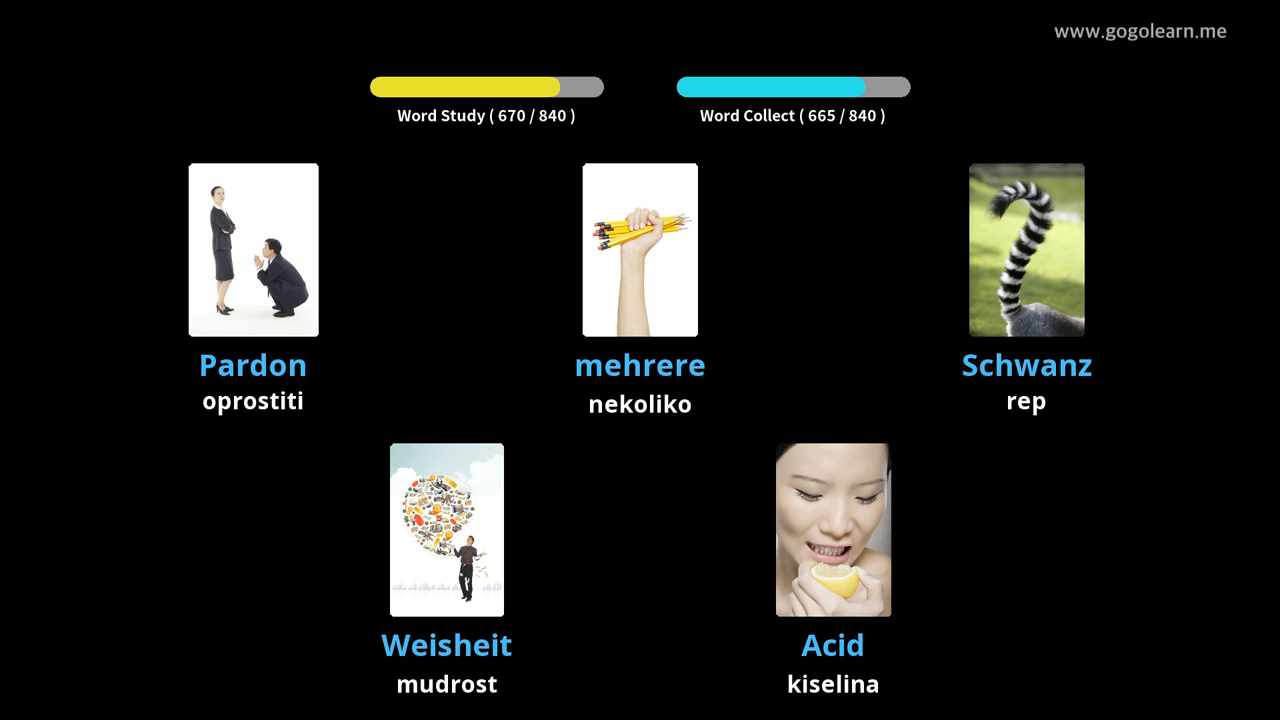 www.gogolearn.me
Word Study ( 670 / 840 )
Word Collect ( 665 / 840 )
Pardon
oprostiti
mehrere
nekoliko
Schwanz
rep
Weisheit
mudrost
Acid
kiselina